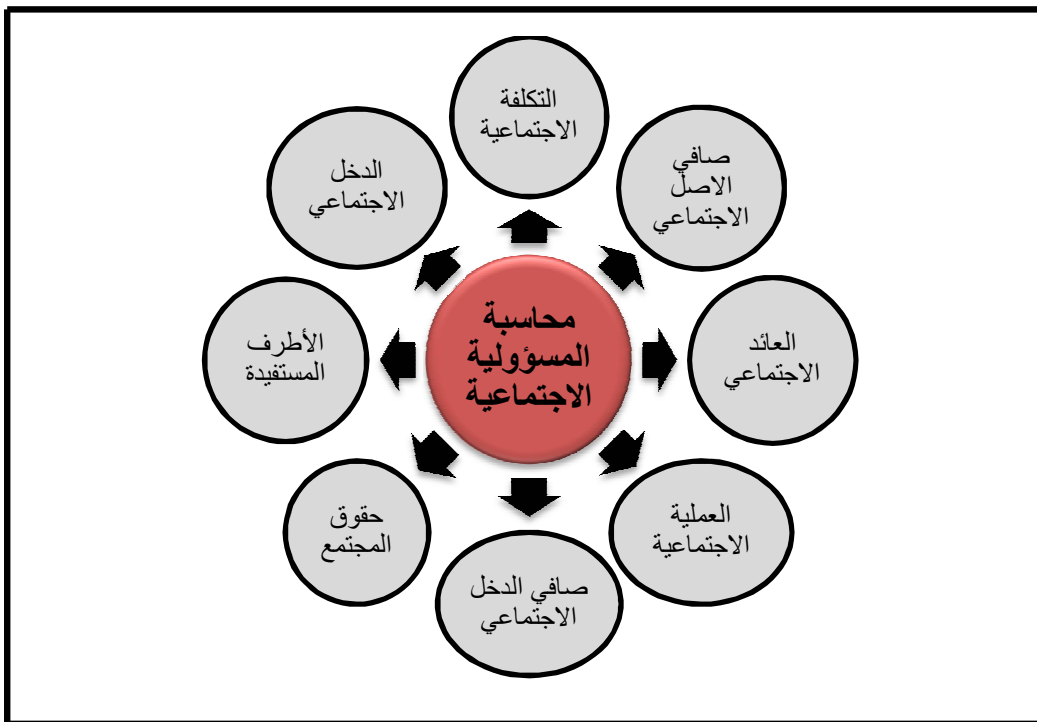 التكلفة
الاجتماعية
صافي
الاصل
الاجتماعي
العائد
الاجتماعي
العملية
الاجتماعية
صافي الدخل
الاجتماعي
حقوق
المجتمع
الأطرف
المستفيدة
الدخل
الاجتماعي
محاسبة
المسؤولية
الاجتماعية